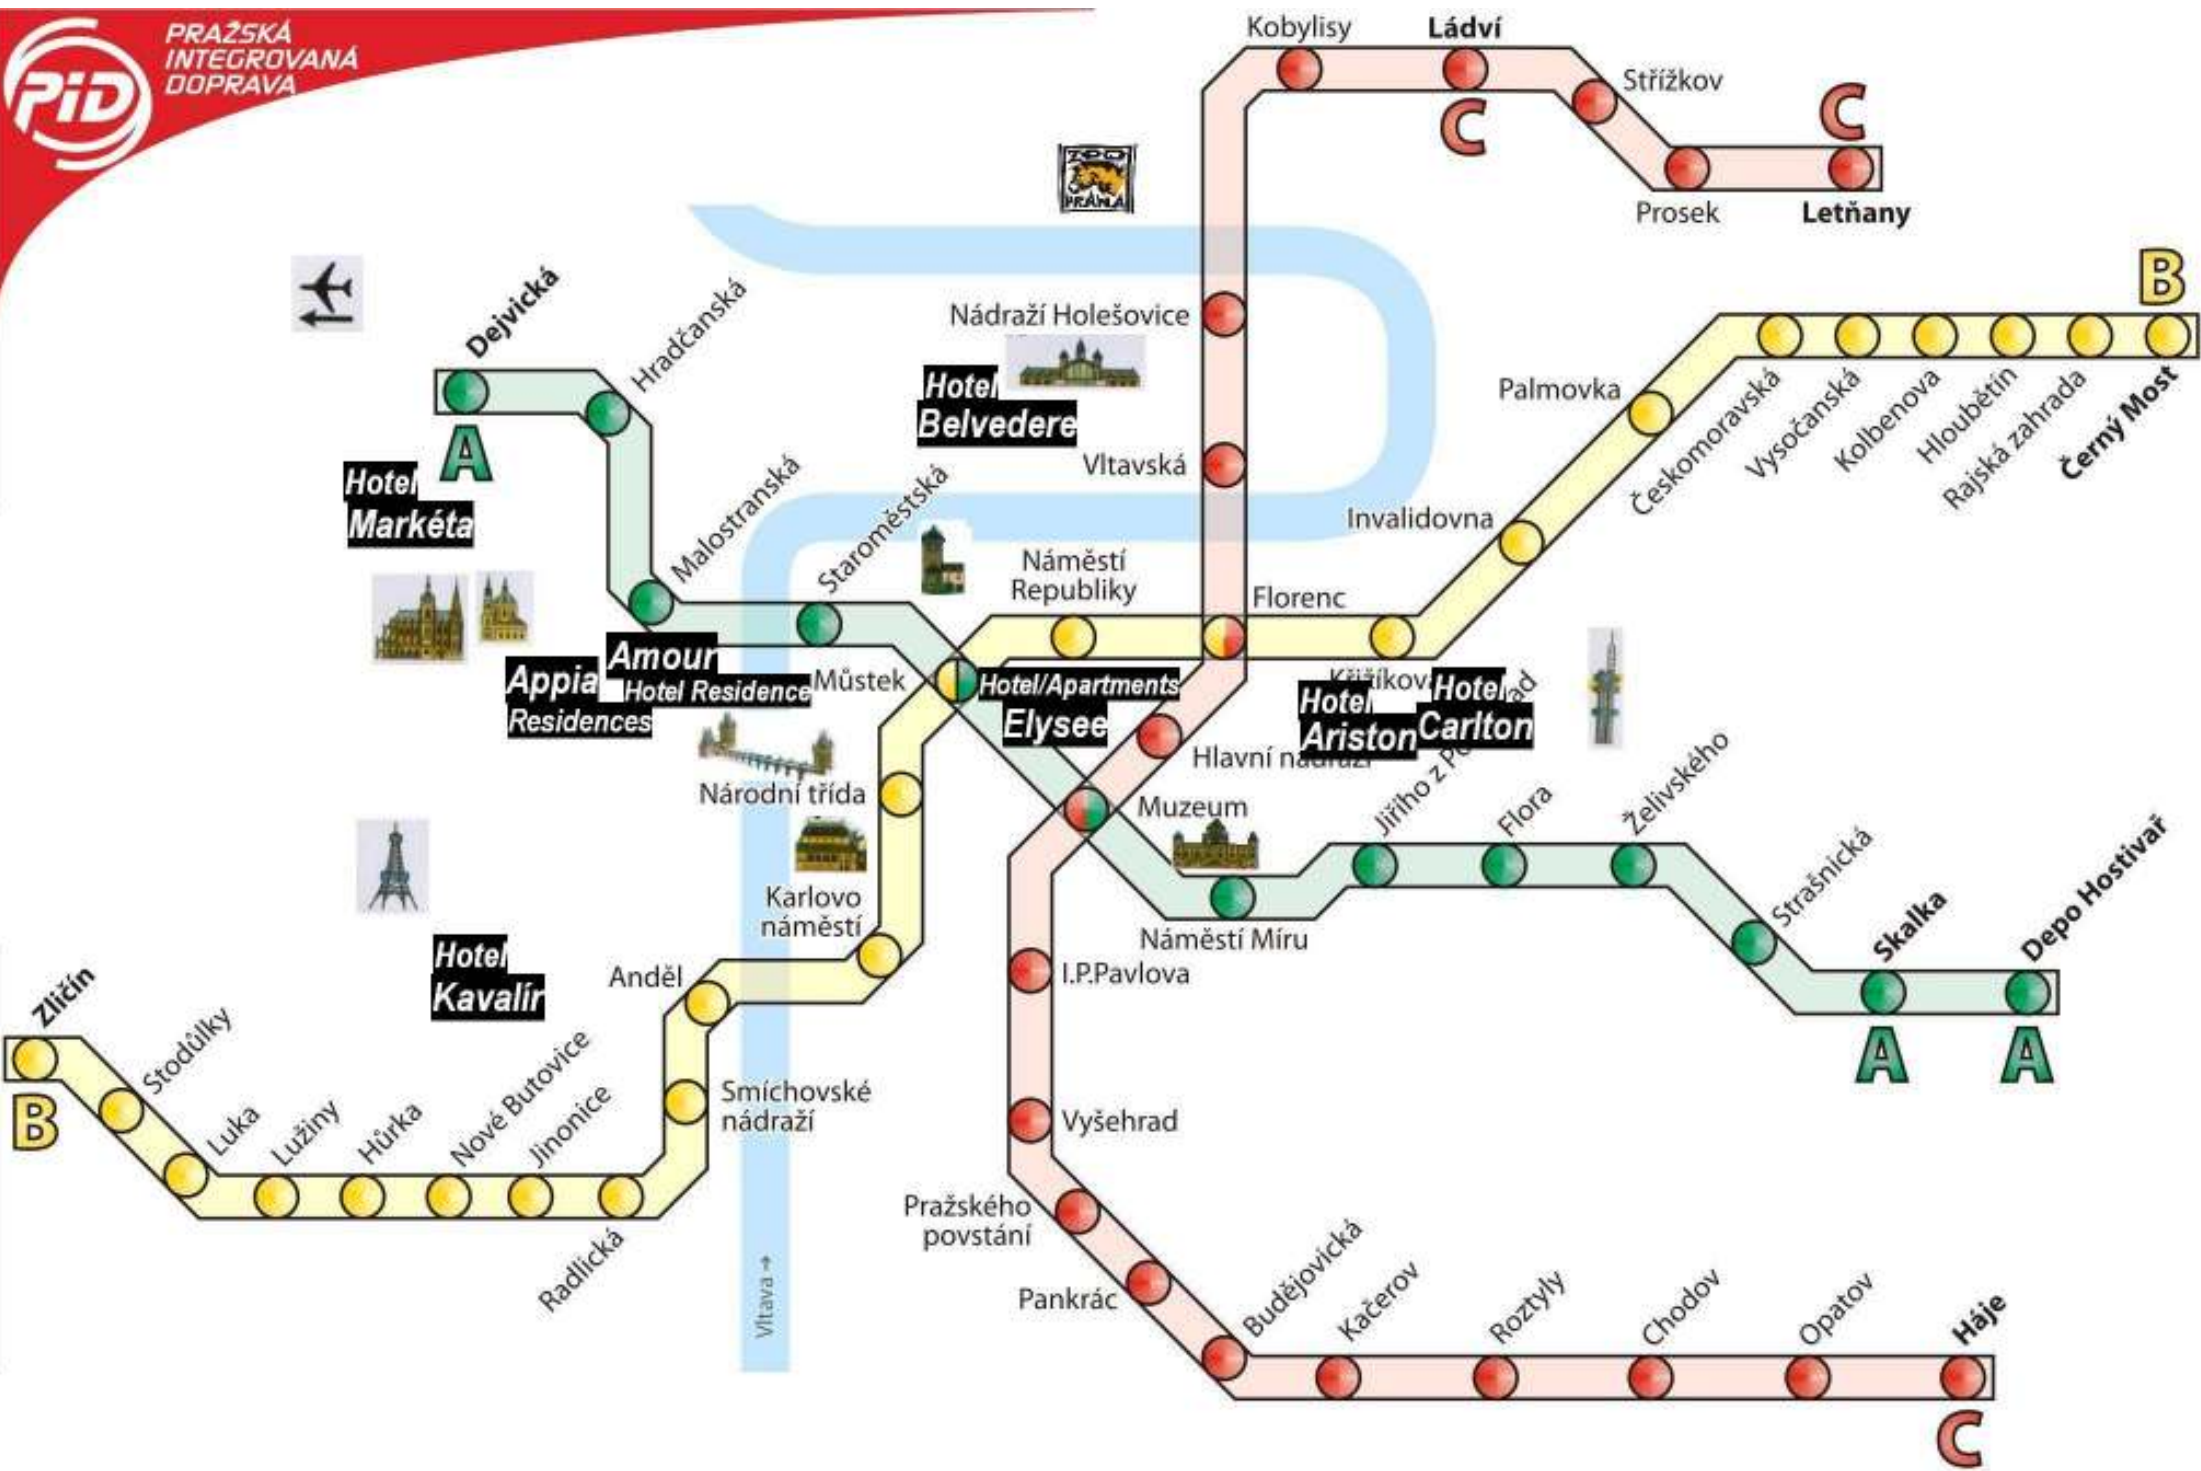 PRAŽSKÁ
INTEGROVANÁ
DOPRAVA
PID
Kobylisy
Ládví
C
Střížkov
C
Prosek
Letňany
ZOO
PRAHA
B
Nádraží Holešovice
Dejvická
Hradčanská
A
Hotel
Belvedere
Vltavská
Palmovka
Českomoravská
Vysočanská
Kolbenova
Hloubětín
Rajská zahrada
Černý Most
Hotel
Markéta
Malostranská
Staroměstská
Invalidovna
Náměstí
Republiky
Florenc
Appia
Residences
Amour
Hotel Residence
Můstek
Hotel/Apartments
Elysee
Hotel
Ariston
Hotel
Carlton
Hlavní
Národní třída
Muzeum
Jiřího z
Flora
Želivského
Strašnická
Skalka
Depo Hostivař
A
A
Karlovo
náměstí
Náměstí Míru
I.P.Pavlova
Hotel
Kavalír
Anděl
Zličín
B
Stodůlky
Luka
Lužiny
Hůrka
Nové Butovice
Jinonice
Radlická
Smíchovské
nádraží
Vltava →
Vyšehrad
Pražského
povstání
Pankrác
Budějovická
Kačerov
Roztyly
Chodov
Opatov
Háje
C